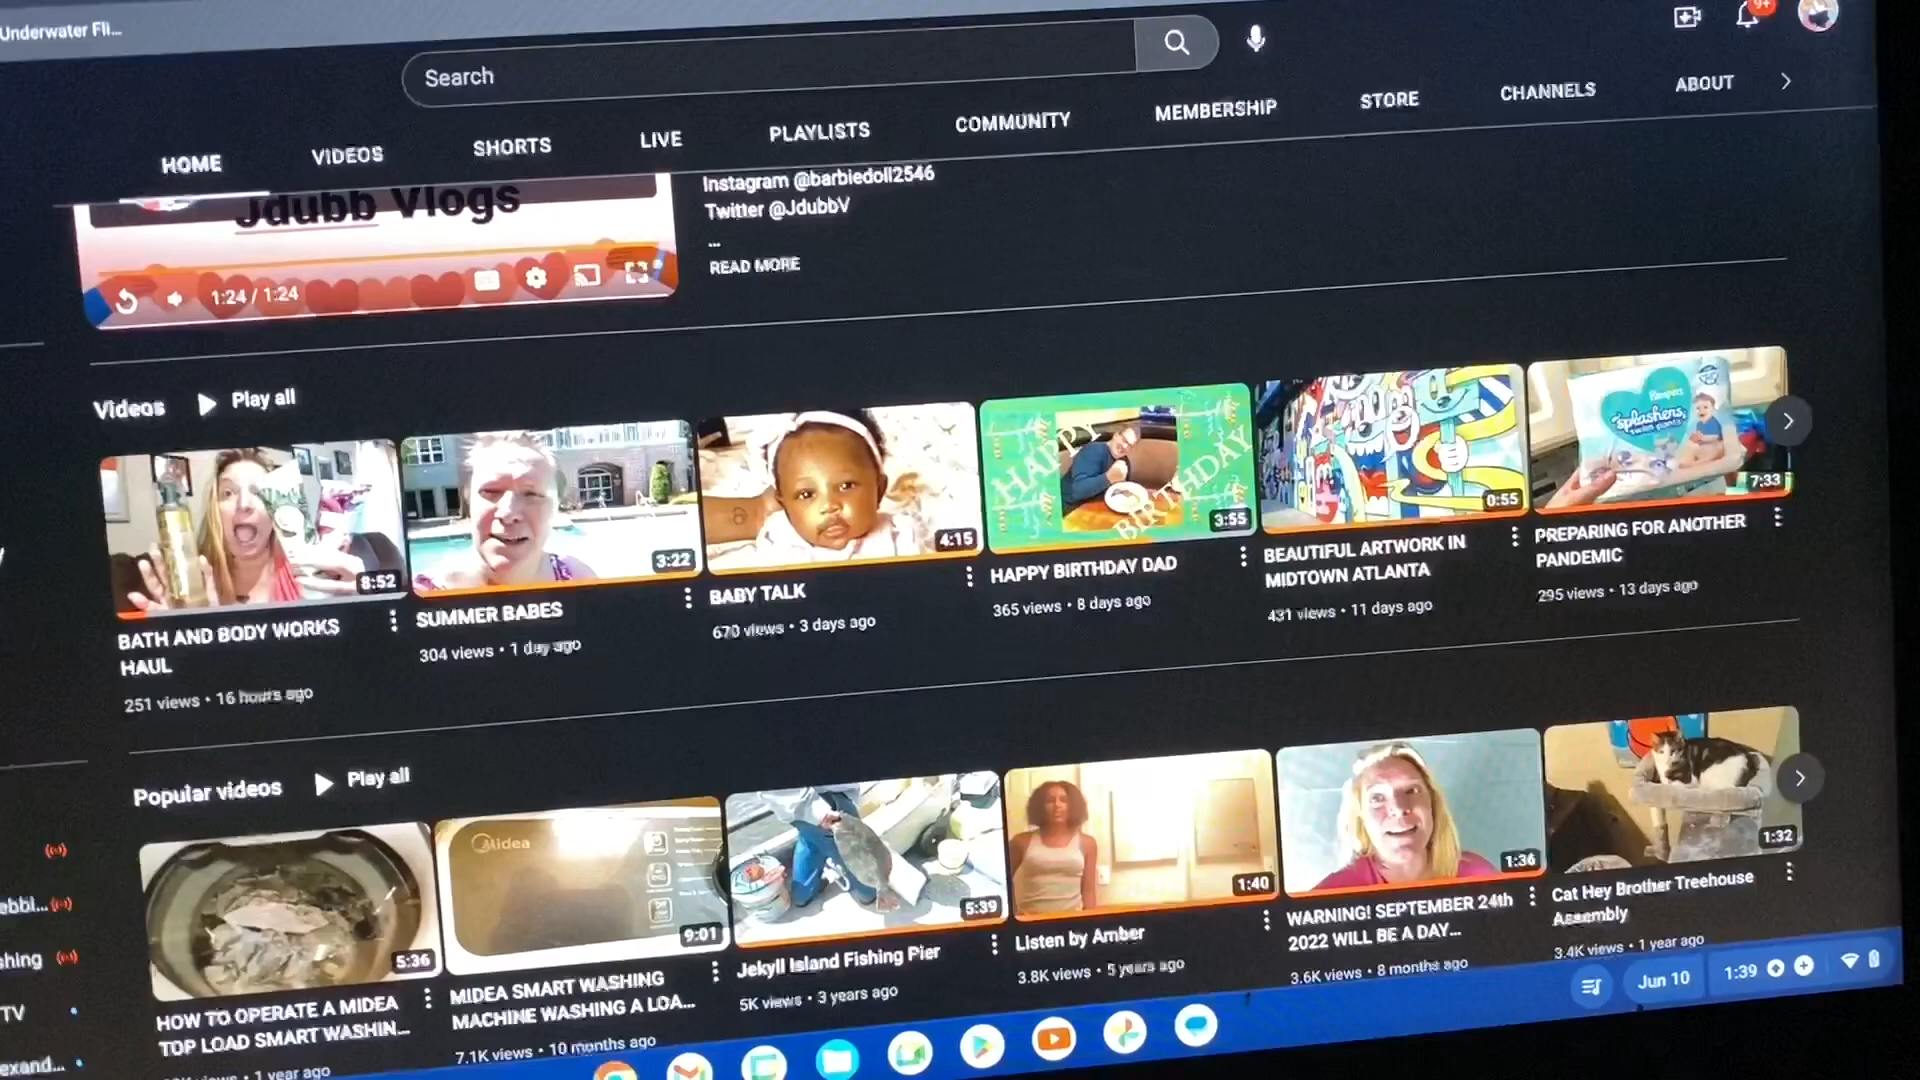 Underwater Fli...
9+
Search
HOME
VIDEOS
SHORTS
LIVE
PLAYLISTS
COMMUNITY
MEMBERSHIP
STORE
CHANNELS
ABOUT
Jdubb Vlogs
1:24 / 1:24
Instagram @barbiedoll2546
Twitter @JdubbV
...
READ MORE
Videos
Play all
8:52
BATH AND BODY WORKS
HAUL
251 views • 16 hours ago
3:22
SUMMER BABES
304 views • 1 day ago
4:15
BABY TALK
670 views • 3 days ago
HAPPY
BIRTHDAY
3:55
HAPPY BIRTHDAY DAD
365 views • 8 days ago
0:55
BEAUTIFUL ARTWORK IN
MIDTOWN ATLANTA
431 views • 11 days ago
Pampers
splashers
swim pants
7:33
PREPARING FOR ANOTHER
PANDEMIC
295 views • 13 days ago
Popular videos
Play all
5:36
HOW TO OPERATE A MIDEA
TOP LOAD SMART WASHIN...
views • 1 year ago
Midea
9:01
MIDEA SMART WASHING
MACHINE WASHING A LOA...
7.1K views • 10 months ago
5:39
Jekyll Island Fishing Pier
5K views • 3 years ago
1:40
Listen by Amber
3.8K views • 5 years ago
1:36
WARNING! SEPTEMBER 24th
2022 WILL BE A DAY...
3.6K views • 8 months ago
1:32
Cat Hey Brother Treehouse
Assembly
3.4K views • 1 year ago
ebbl...
shing
TV
exand...
Jun 10
1:39